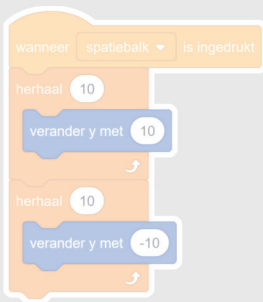 wanneer spatiebalk is ingedrukt
herhaal 10
verander y met 10
herhaal 10
verander y met -10